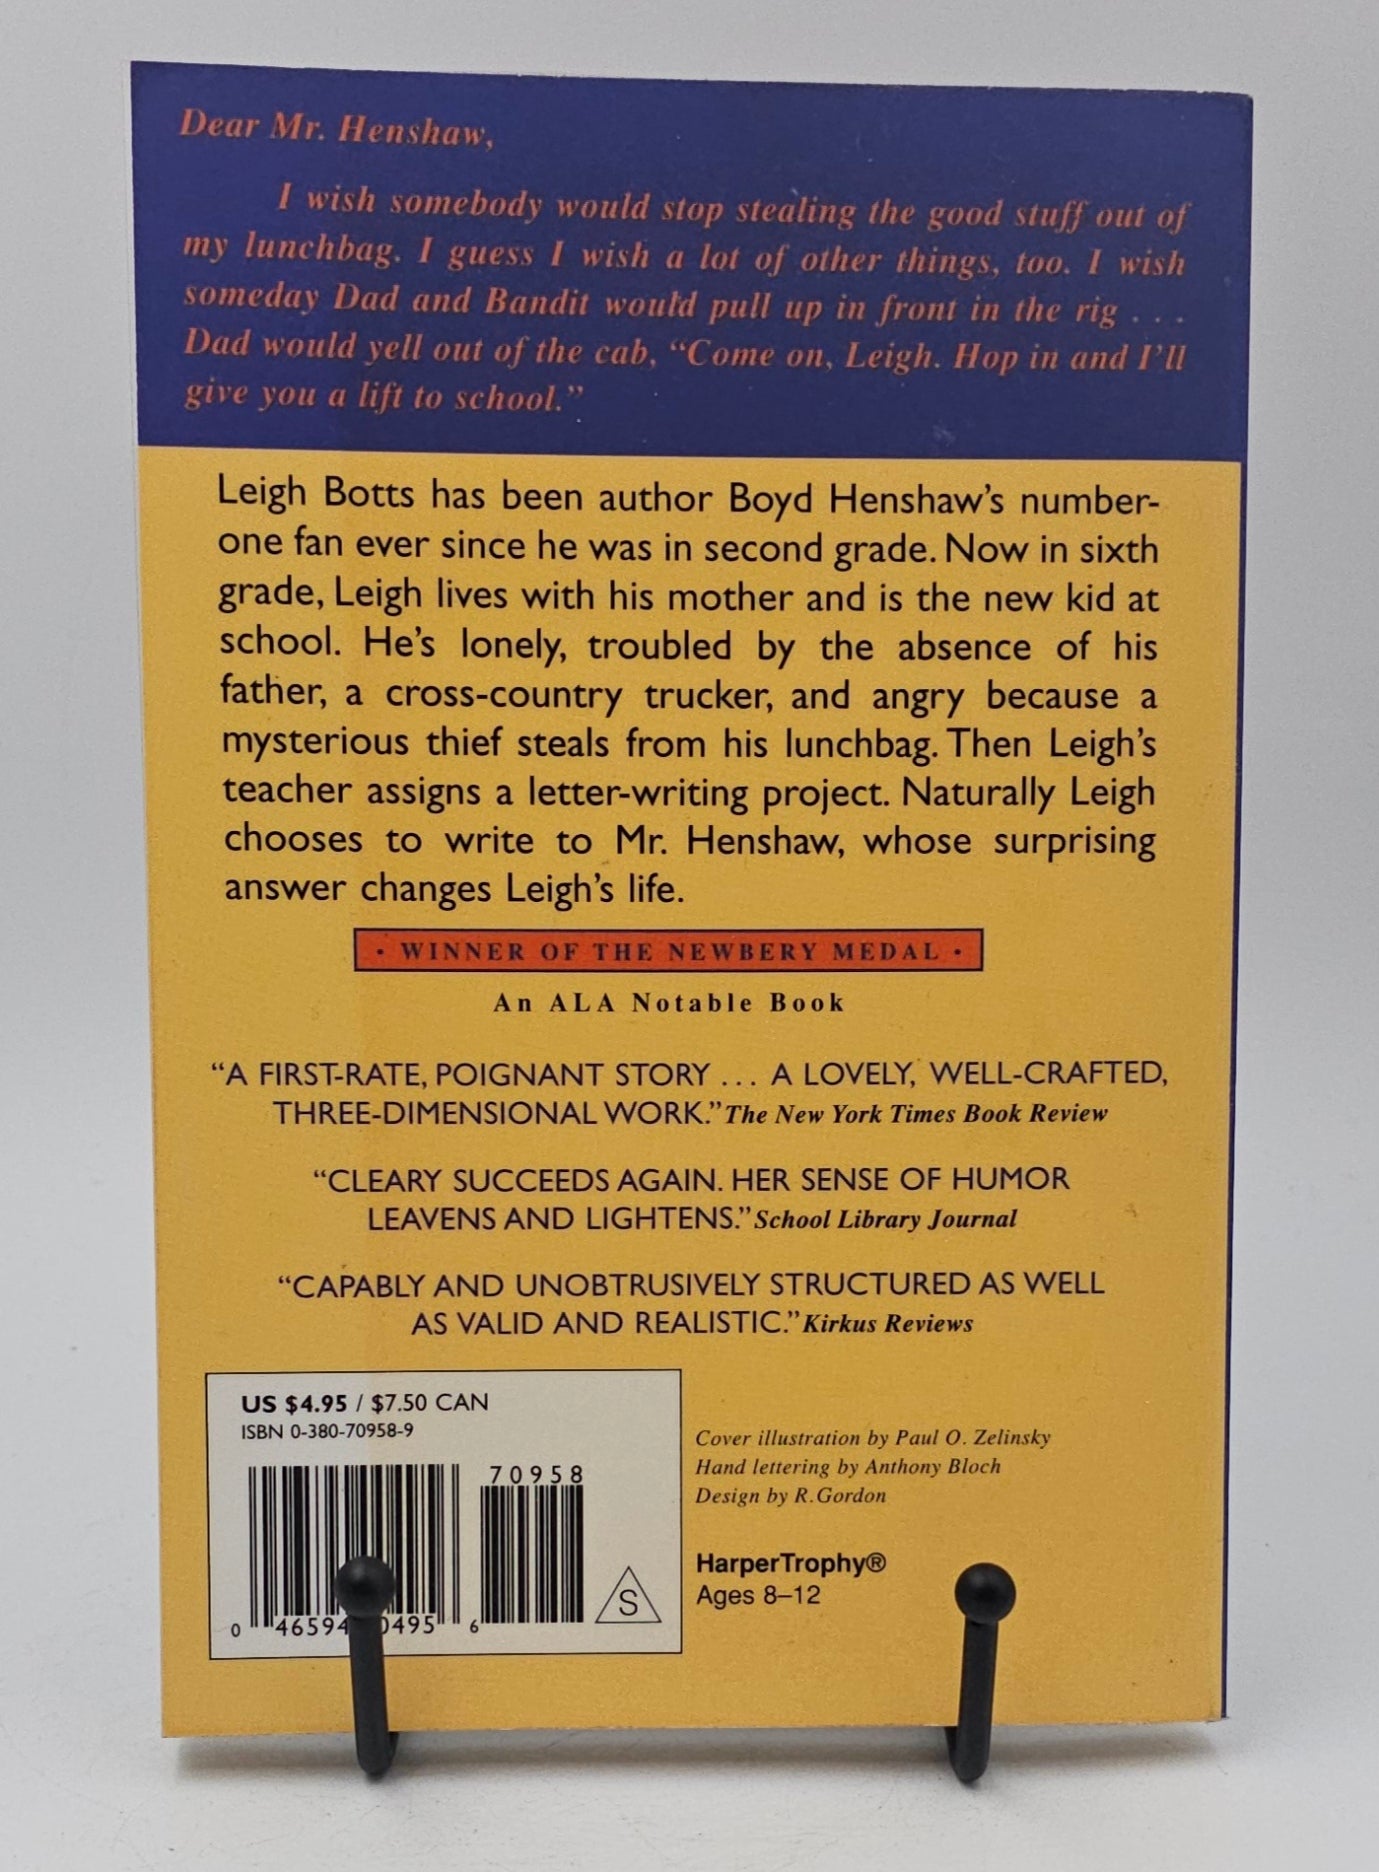 Dear Mr. Henshaw,
I wish somebody would stop stealing the good stuff out of
my lunchbag. I guess I wish a lot of other things, too. I wish
someday Dad and Bandit would pull up in front in the rig . . .
Dad would yell out of the cab, “Come on, Leigh. Hop in and I’ll
give you a lift to school.”
Leigh Botts has been author Boyd Henshaw’s number-
one fan ever since he was in second grade. Now in sixth
grade, Leigh lives with his mother and is the new kid at
school. He’s lonely, troubled by the absence of his
father, a cross-country trucker, and angry because a
mysterious thief steals from his lunchbag. Then Leigh’s
teacher assigns a letter-writing project. Naturally Leigh
chooses to write to Mr. Henshaw, whose surprising
answer changes Leigh’s life.
· WINNER OF THE NEWBERY MEDAL ·
An ALA Notable Book
“A FIRST-RATE, POIGNANT STORY ... A LOVELY, WELL-CRAFTED,
THREE-DIMENSIONAL WORK.” The New York Times Book Review
“CLEARY SUCCEEDS AGAIN. HER SENSE OF HUMOR
LEAVENS AND LIGHTENS.” School Library Journal
“CAPABLY AND UNOBTRUSIVELY STRUCTURED AS WELL
AS VALID AND REALISTIC.” Kirkus Reviews
US $4.95 / $7.50 CAN
ISBN 0-380-70958-9
70958
0 46594 0495 6
S
Cover illustration by Paul O. Zelinsky
Hand lettering by Anthony Bloch
Design by R. Gordon
HarperTrophy®
Ages 8–12